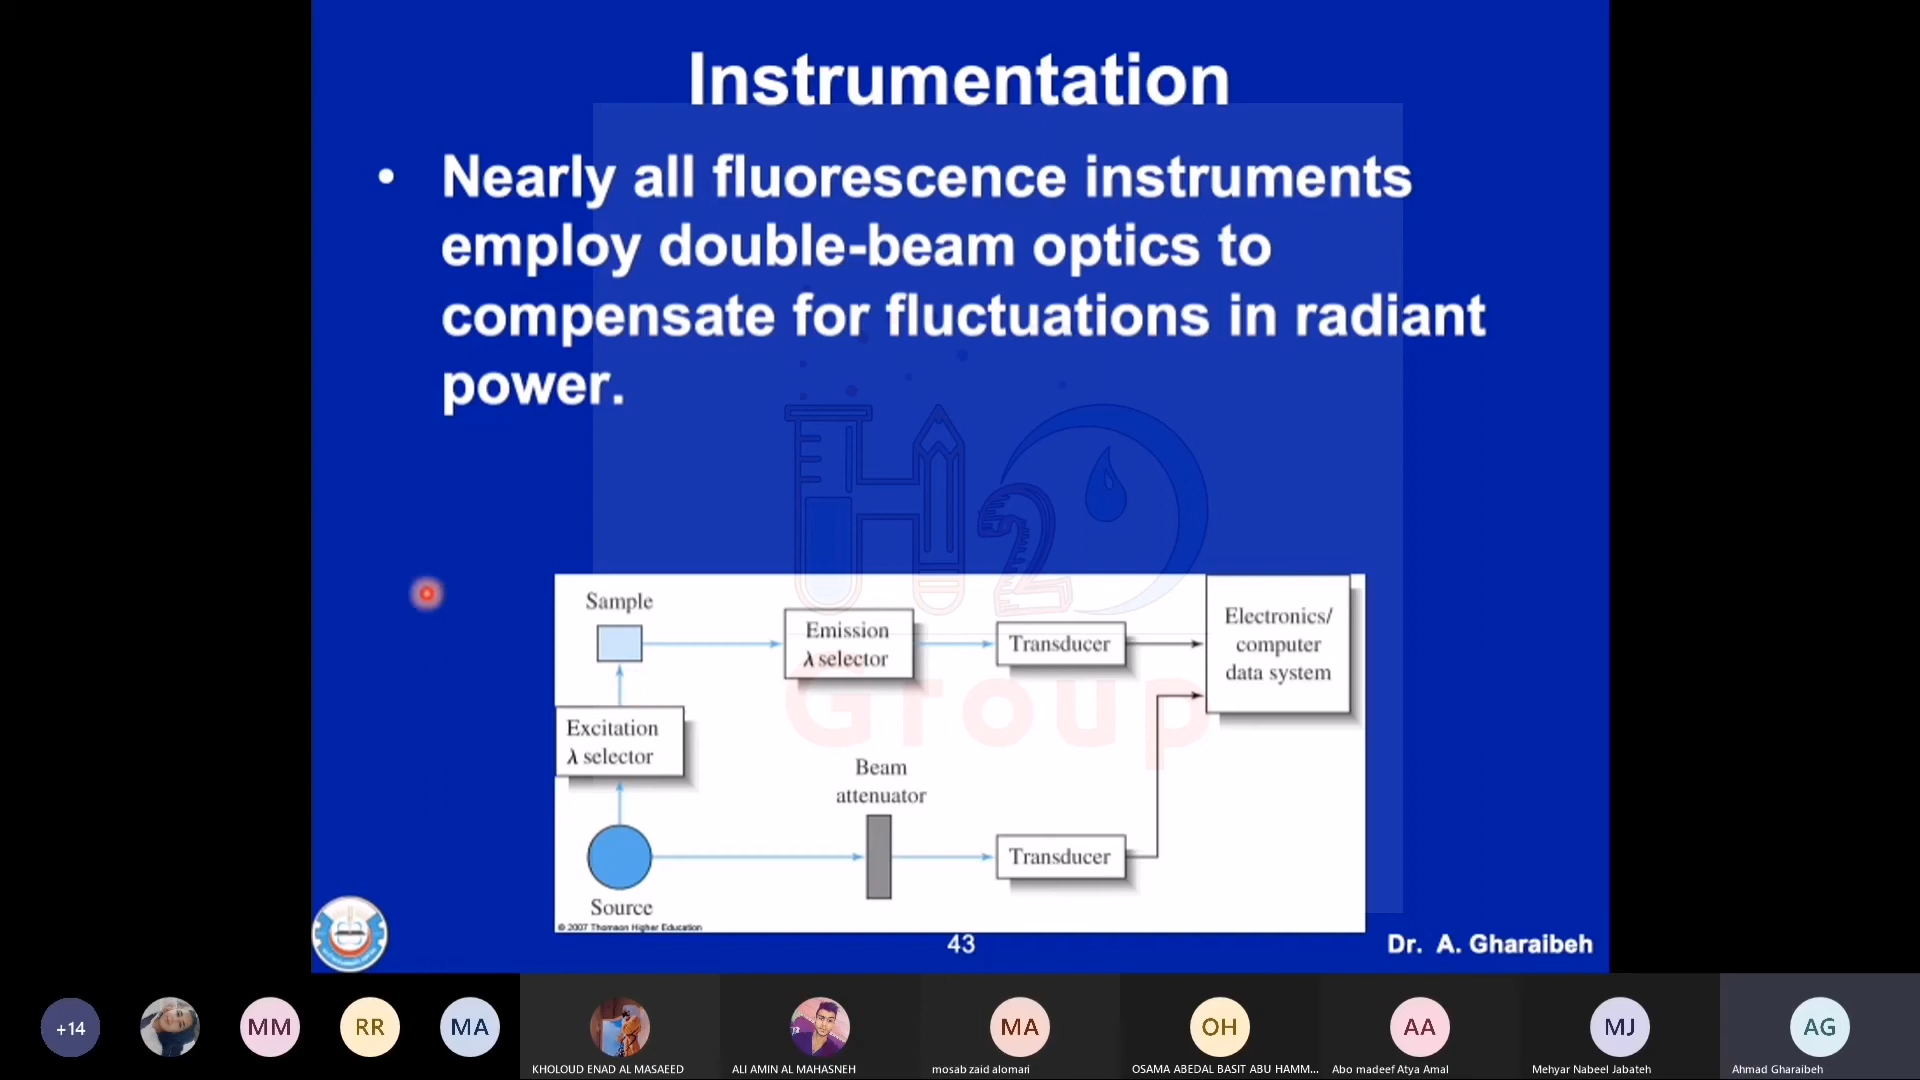 Instrumentation
• Nearly all fluorescence instruments
employ double-beam optics to
compensate for fluctuations in radiant
power.
H2O
Group
Sample
Emission
λ selector
Transducer
Electronics/
computer
data system
Excitation
λ selector
Beam
attenuator
Transducer
Source
© 2007 Thomson Higher Education
43
Dr. A. Gharaibeh
+14
MM
RR
MA
KHOLOUD ENAD AL MASAEED
ALI AMIN AL MAHASNEH
MA
mosab zaid alomari
OH
OSAMA ABEDAL BASIT ABU HAMM...
AA
Abo madeef Atya Amal
MJ
Mehyar Nabeel Jabateh
AG
Ahmad Gharaibeh